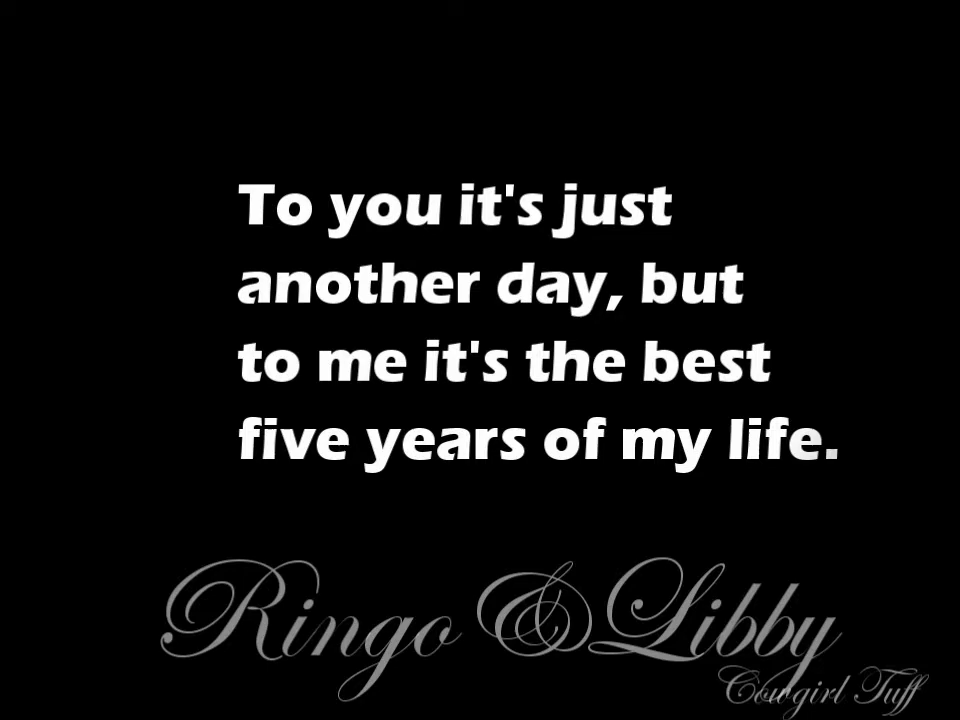 To you it's just
another day, but
to me it's the best
five years of my life.
Ringo & Libby
Cowgirl Tuff